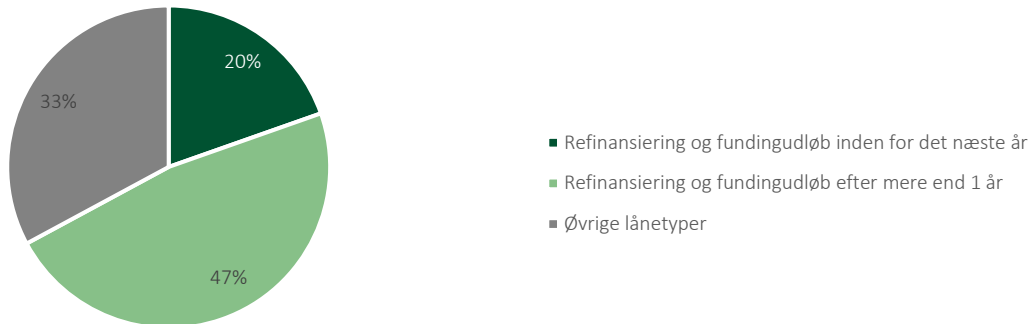 20%
33%
47%
Refinansiering og fundingudløb inden for det næste år
Refinansiering og fundingudløb efter mere end 1 år
Øvrige lånetyper